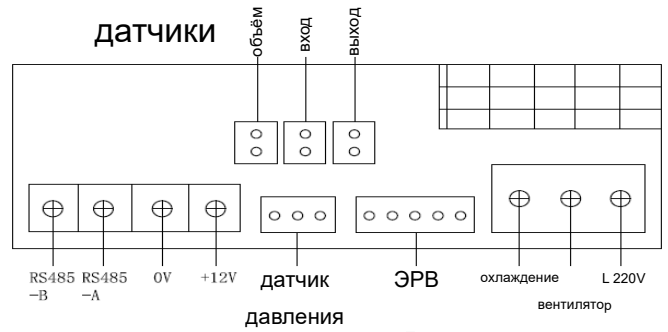 датчики
объём
вход
выход
RS485 -B
RS485 -A
0V
+12V
датчик давления
ЭРВ
охлаждение
вентилятор
L 220V